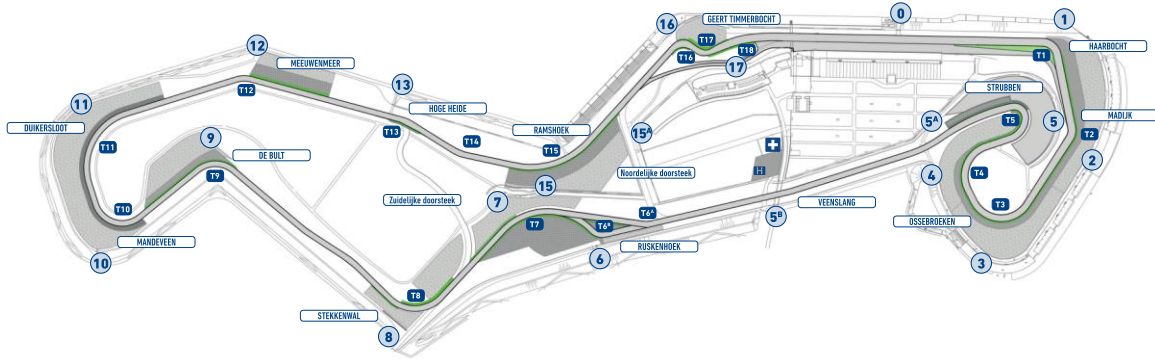 0
1
16
GEERT TIMMERBOCHT
T17
T18
T16
17
T1
HAARBOCHT
12
MEEUWENMEER
T12
STRUBBEN
11
13
HOGE HEIDE
5A
T5
5
MADIJK
DUIKERSLOOT
9
T13
RAMSHOEK
15A
T2
T11
T14
T15
DE BULT
H
4
T4
2
T9
15
Noordelijke doorsteek
T10
Zuidelijke doorsteek
7
VEENSLANG
T3
T6A
5B
T7
T6B
OSSEBROEKEN
MANDEVEEN
RUSKENHOEK
10
6
3
T8
STEKKENWAL
8